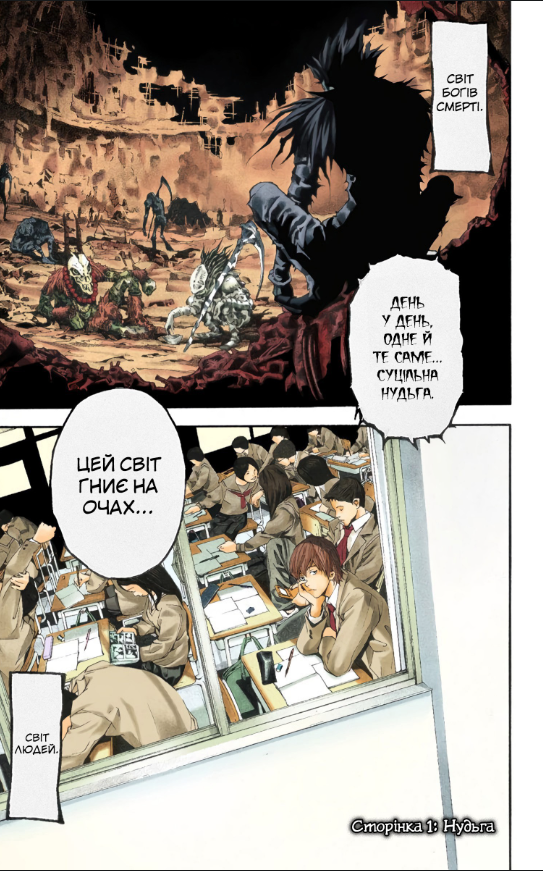 СВІТ
БОГІВ
СМЕРТІ.
ДЕНЬ
У ДЕНЬ,
ОДНЕ Й
ТЕ САМЕ...
СУЦІЛЬНА
НУДЬГА.
ЦЕЙ СВІТ
ГНИЄ НА
ОЧАХ...
СВІТ
ЛЮДЕЙ.
Сторінка 1: Нудьга